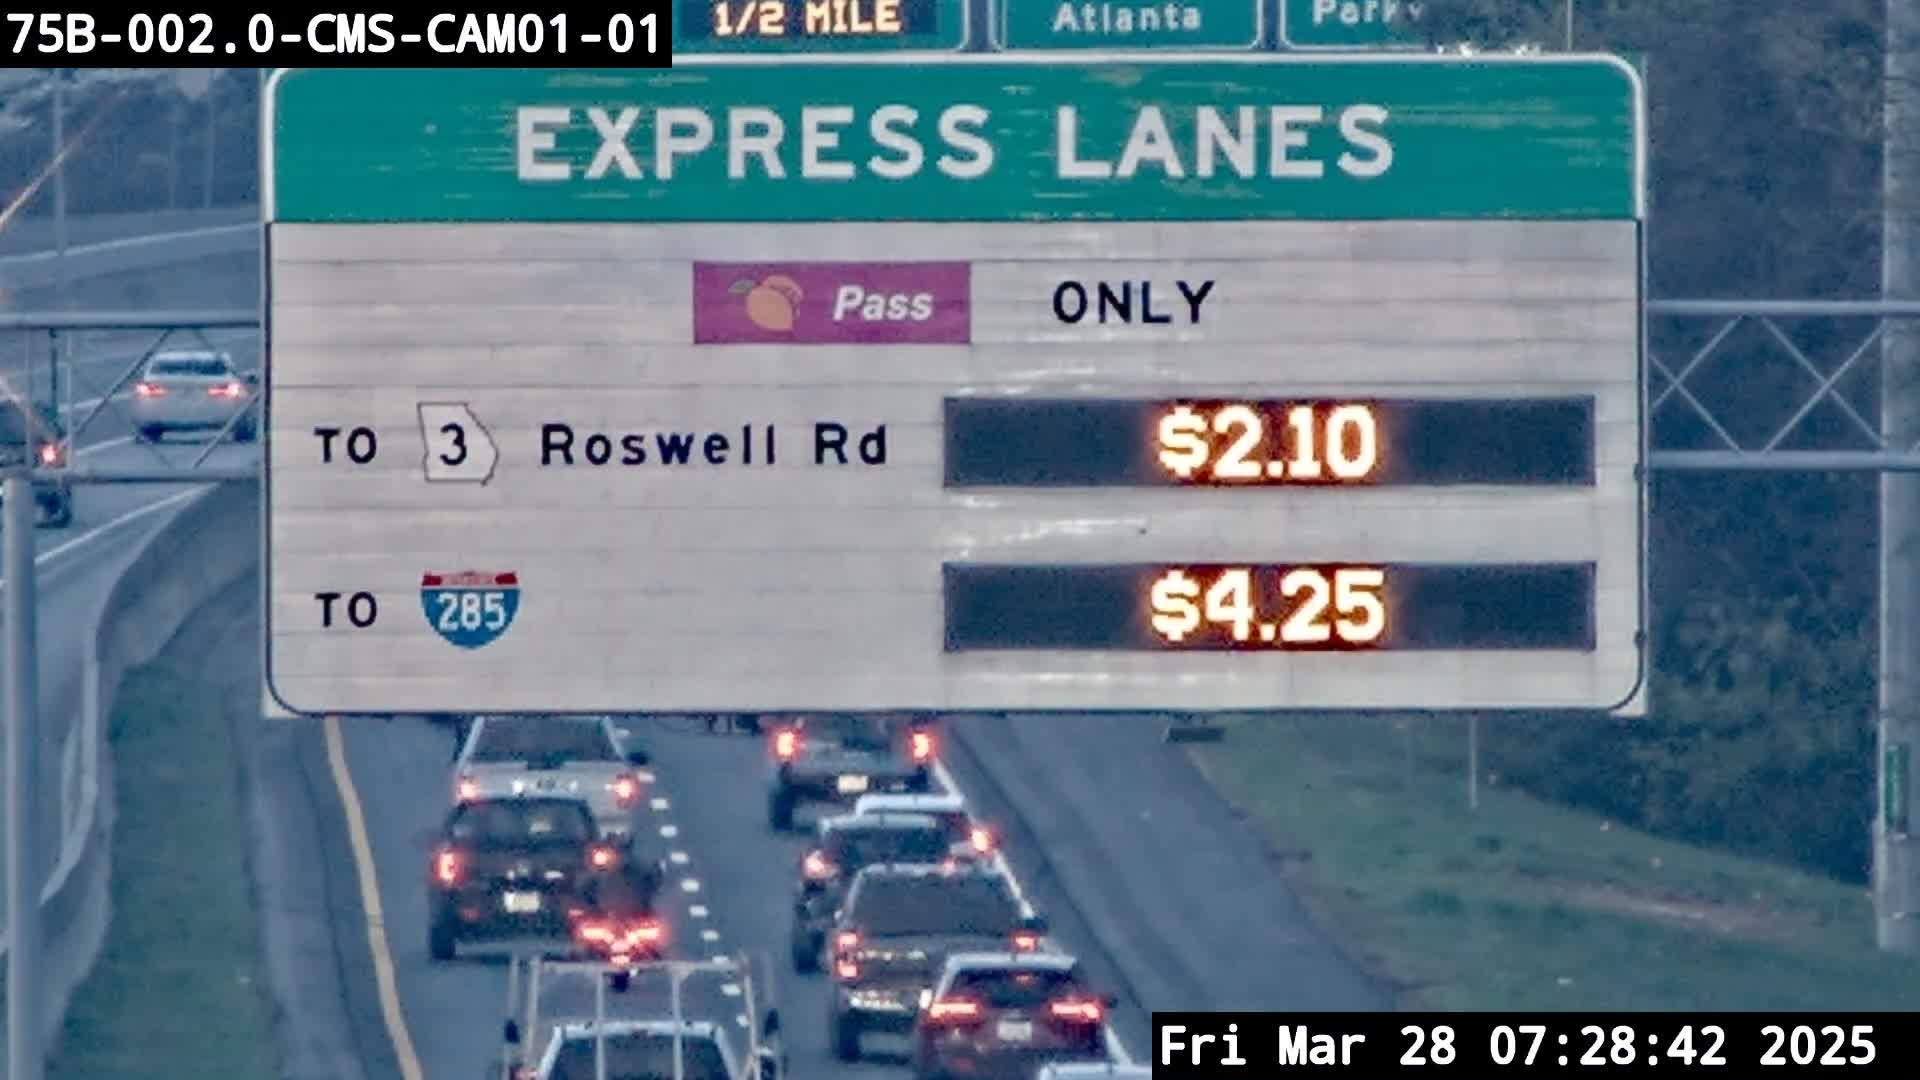 75B-002.0-CMS-CAM01-01
1/2 MILE
Atlanta
EXPRESS LANES
Pass ONLY
TO 3 Roswell Rd $2.10
TO 285 $4.25
Fri Mar 28 07:28:42 2025